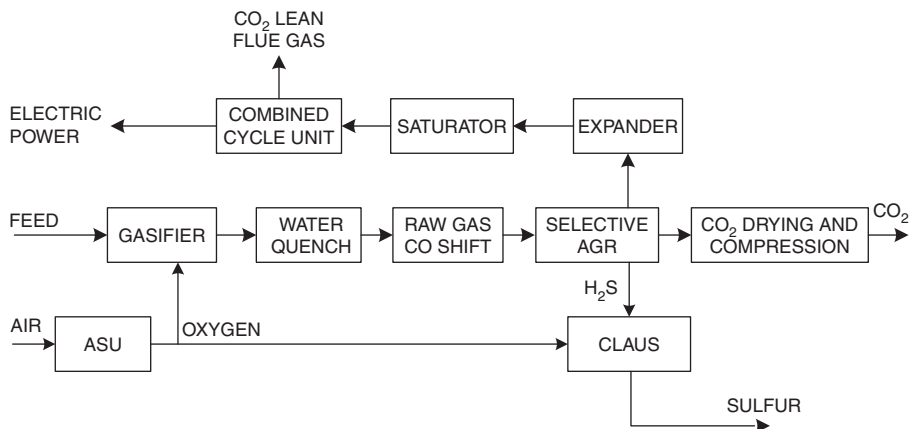 CO₂ LEAN
FLUE GAS
ELECTRIC
POWER
COMBINED
CYCLE UNIT
SATURATOR
EXPANDER
FEED
GASIFIER
WATER
QUENCH
RAW GAS
CO SHIFT
SELECTIVE
AGR
CO₂ DRYING AND
COMPRESSION
CO₂
H₂S
AIR
ASU
OXYGEN
CLAUS
SULFUR